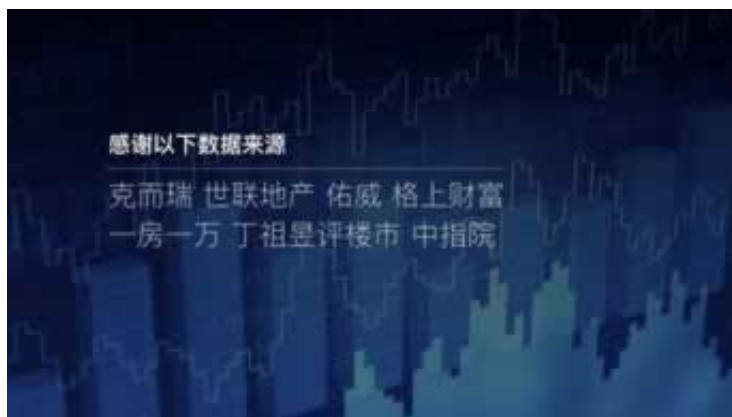 感谢以下数据来源
克而瑞 世联地产 佑威 格上财富
一房一万 丁祖昱评楼市 中指院